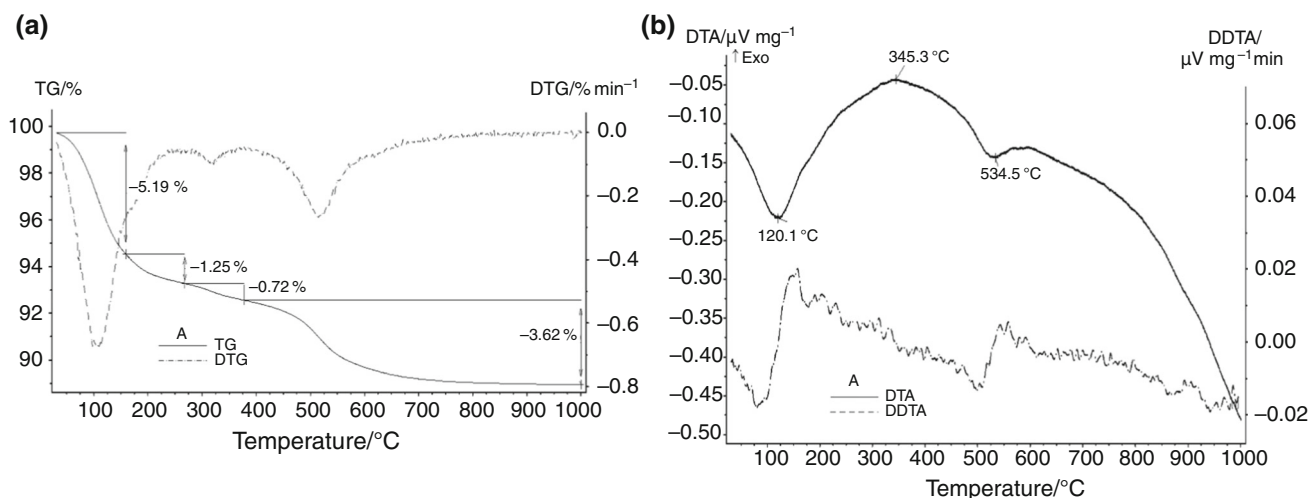 (a)
TG/%
DTG/% min⁻¹
100
98
96
94
92
90
0.0
−0.2
−0.4
−0.6
−0.8
−5.19 %
−1.25 %
−0.72 %
−3.62 %
A
TG
DTG
100 200 300 400 500 600 700 800 900 1000
Temperature/°C
(b)
DTA/μV mg⁻¹
↑ Exo
DDTA/
μV mg⁻¹min
−0.05
−0.10
−0.15
−0.20
−0.25
−0.30
−0.35
−0.40
−0.45
−0.50
0.06
0.04
0.02
0.00
−0.02
345.3 °C
534.5 °C
120.1 °C
A
DTA
DDTA
100 200 300 400 500 600 700 800 900 1000
Temperature/°C